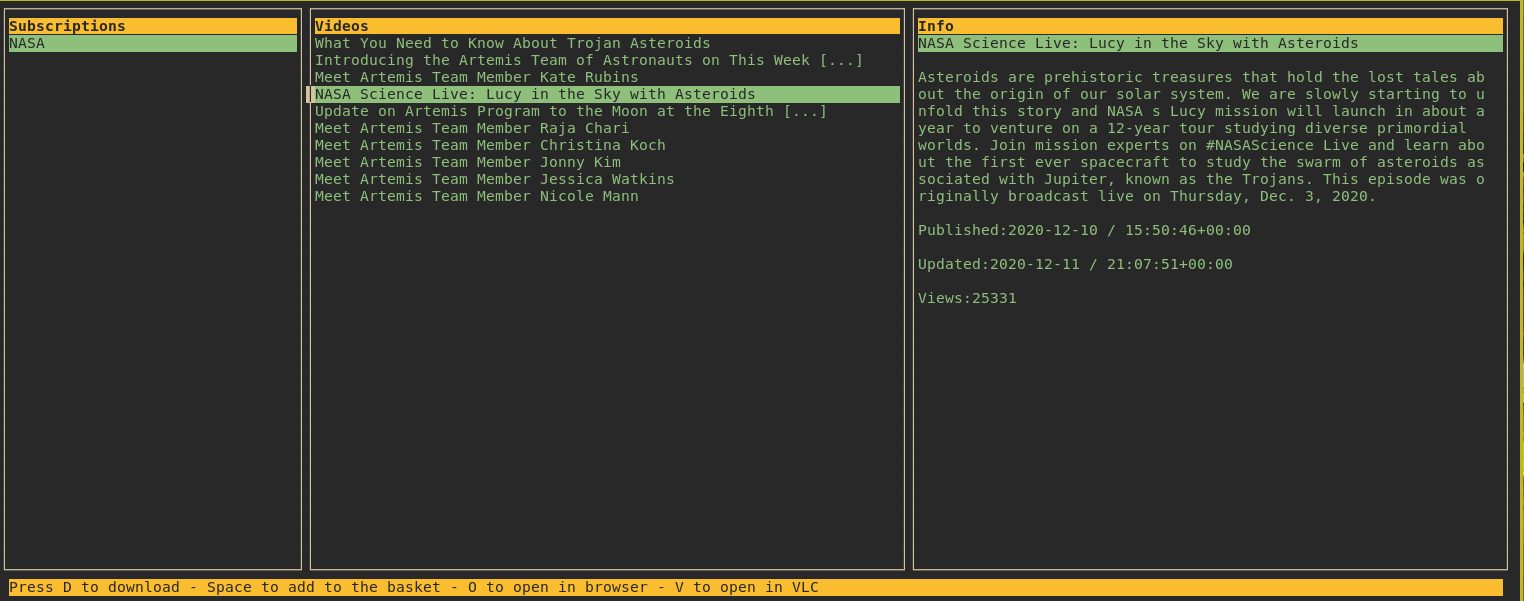 Subscriptions
NASA
Videos
What You Need to Know About Trojan Asteroids
Introducing the Artemis Team of Astronauts on This Week [...]
Meet Artemis Team Member Kate Rubins
NASA Science Live: Lucy in the Sky with Asteroids
Update on Artemis Program to the Moon at the Eighth [...]
Meet Artemis Team Member Raja Chari
Meet Artemis Team Member Christina Koch
Meet Artemis Team Member Jonny Kim
Meet Artemis Team Member Jessica Watkins
Meet Artemis Team Member Nicole Mann
Info
NASA Science Live: Lucy in the Sky with Asteroids
Asteroids are prehistoric treasures that hold the lost tales ab
out the origin of our solar system. We are slowly starting to u
nfold this story and NASA s Lucy mission will launch in about a
year to venture on a 12-year tour studying diverse primordial
worlds. Join mission experts on #NASAScience Live and learn abo
ut the first ever spacecraft to study the swarm of asteroids as
sociated with Jupiter, known as the Trojans. This episode was o
riginally broadcast live on Thursday, Dec. 3, 2020.
Published:2020-12-10 / 15:50:46+00:00
Updated:2020-12-11 / 21:07:51+00:00
Views:25331
Press D to download - Space to add to the basket - O to open in browser - V to open in VLC